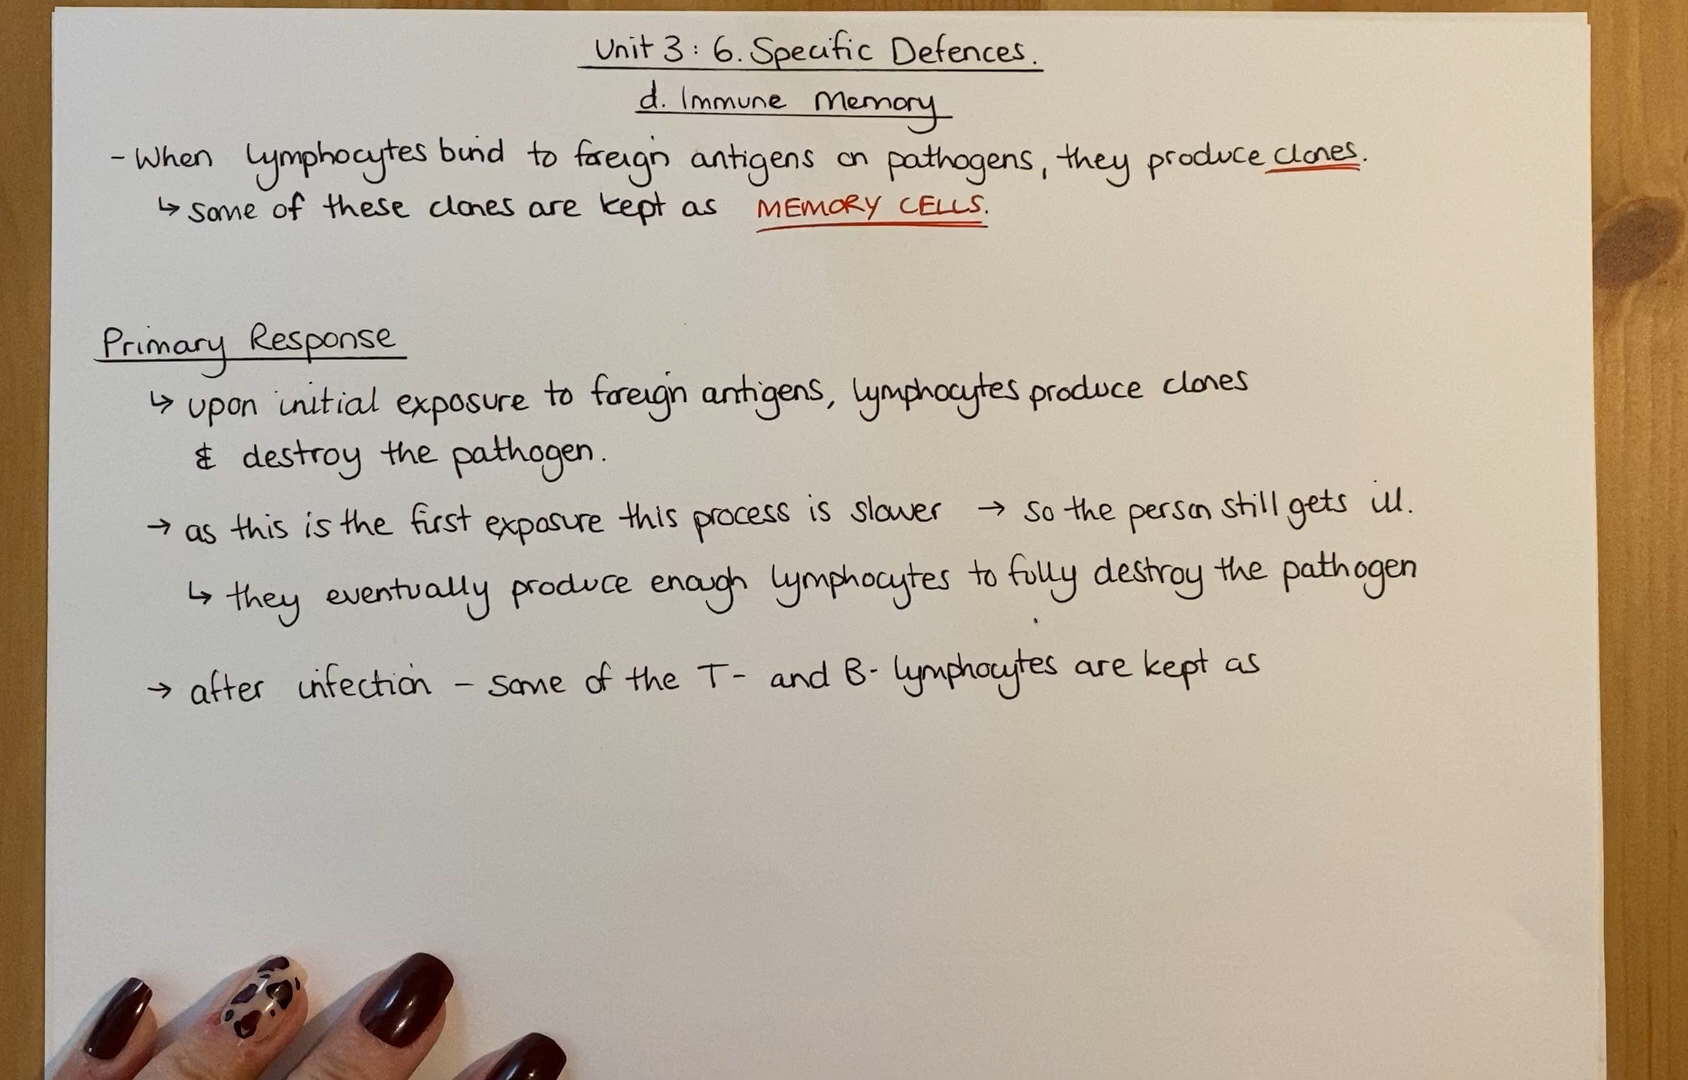 Unit 3: 6. Specific Defences.
d. Immune Memory
- When lymphocytes bind to foreign antigens on pathogens, they produce clones.
↳ some of these clones are kept as MEMORY CELLS.
Primary Response
↳ upon initial exposure to foreign antigens, lymphocytes produce clones
& destroy the pathogen.
→ as this is the first exposure this process is slower → so the person still gets ill.
↳ they eventually produce enough lymphocytes to fully destroy the pathogen
→ after infection - some of the T- and B- lymphocytes are kept as